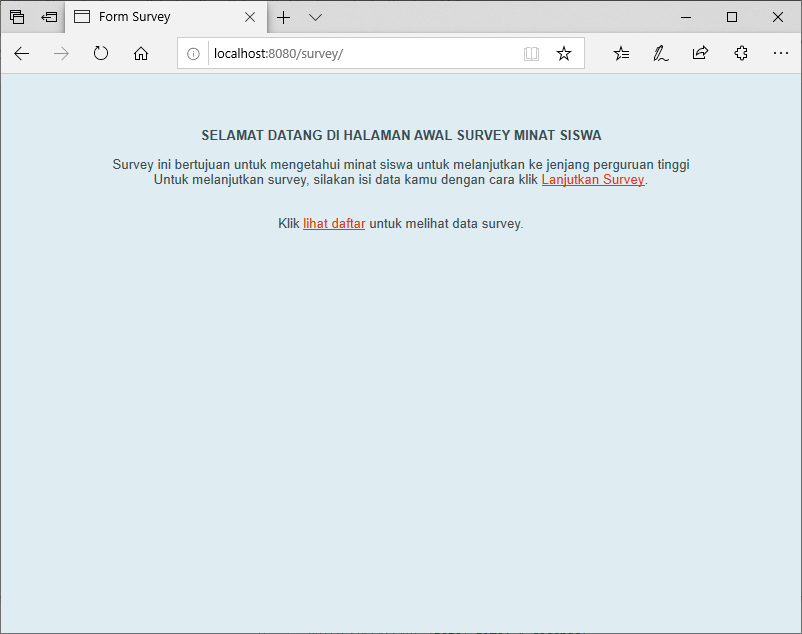 Form Survey
localhost:8080/survey/
SELAMAT DATANG DI HALAMAN AWAL SURVEY MINAT SISWA
Survey ini bertujuan untuk mengetahui minat siswa untuk melanjutkan ke jenjang perguruan tinggi
Untuk melanjutkan survey, silakan isi data kamu dengan cara klik Lanjutkan Survey.
Klik lihat daftar untuk melihat data survey.